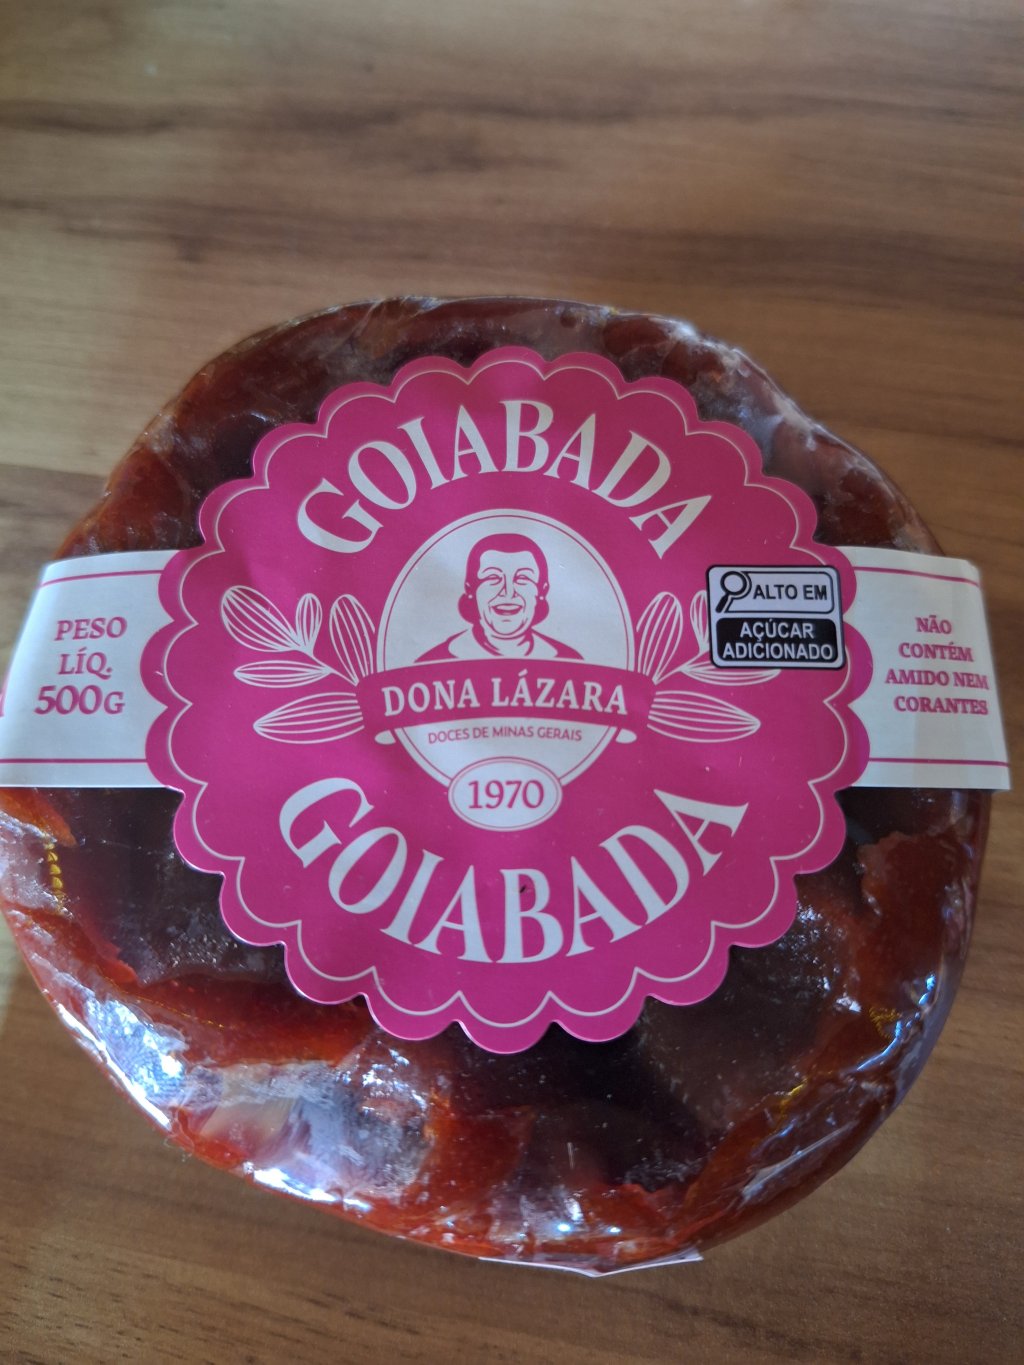 GOIABADA
PESO
LÍQ.
500G
DONA LÁZARA
DOCES DE MINAS GERAIS
1970
ALTO EM
AÇÚCAR
ADICIONADO
NÃO
CONTÉM
AMIDO NEM
CORANTES
GOIABADA